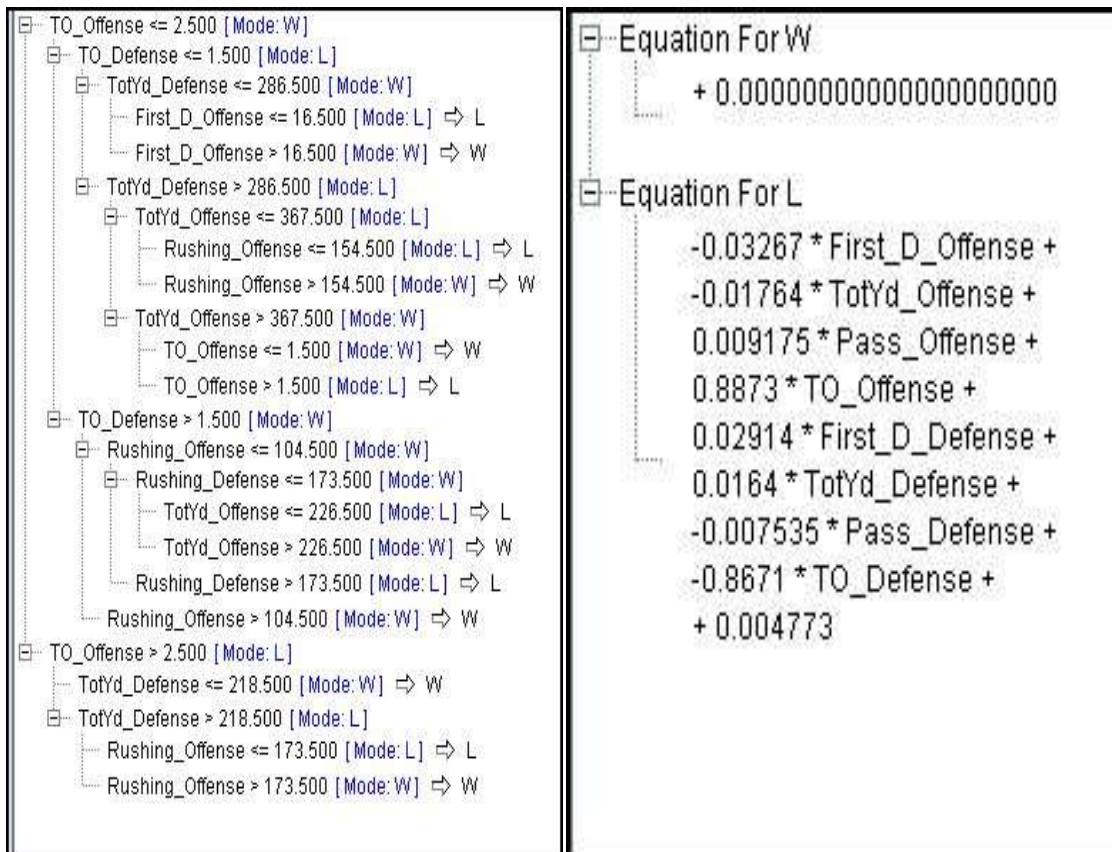 TO_Offense <= 2.500 [Mode: W]
TO_Defense <= 1.500 [Mode: L]
TotYd_Defense <= 286.500 [Mode: W]
First_D_Offense <= 16.500 [Mode: L] ⇨ L
First_D_Offense > 16.500 [Mode: W] ⇨ W
TotYd_Defense > 286.500 [Mode: L]
TotYd_Offense <= 367.500 [Mode: L]
Rushing_Offense <= 154.500 [Mode: L] ⇨ L
Rushing_Offense > 154.500 [Mode: W] ⇨ W
TotYd_Offense > 367.500 [Mode: W]
TO_Offense <= 1.500 [Mode: W] ⇨ W
TO_Offense > 1.500 [Mode: L] ⇨ L
TO_Defense > 1.500 [Mode: W]
Rushing_Offense <= 104.500 [Mode: W]
Rushing_Defense <= 173.500 [Mode: W]
TotYd_Offense <= 226.500 [Mode: L] ⇨ L
TotYd_Offense > 226.500 [Mode: W] ⇨ W
Rushing_Defense > 173.500 [Mode: L] ⇨ L
Rushing_Offense > 104.500 [Mode: W] ⇨ W
TO_Offense > 2.500 [Mode: L]
TotYd_Defense <= 218.500 [Mode: W] ⇨ W
TotYd_Defense > 218.500 [Mode: L]
Rushing_Offense <= 173.500 [Mode: L] ⇨ L
Rushing_Offense > 173.500 [Mode: W] ⇨ W
Equation For W
+ 0.00000000000000000000
Equation For L
-0.03267 * First_D_Offense +
-0.01764 * TotYd_Offense +
0.009175 * Pass_Offense +
0.8873 * TO_Offense +
0.02914 * First_D_Defense +
0.0164 * TotYd_Defense +
-0.007535 * Pass_Defense +
-0.8671 * TO_Defense +
+ 0.004773